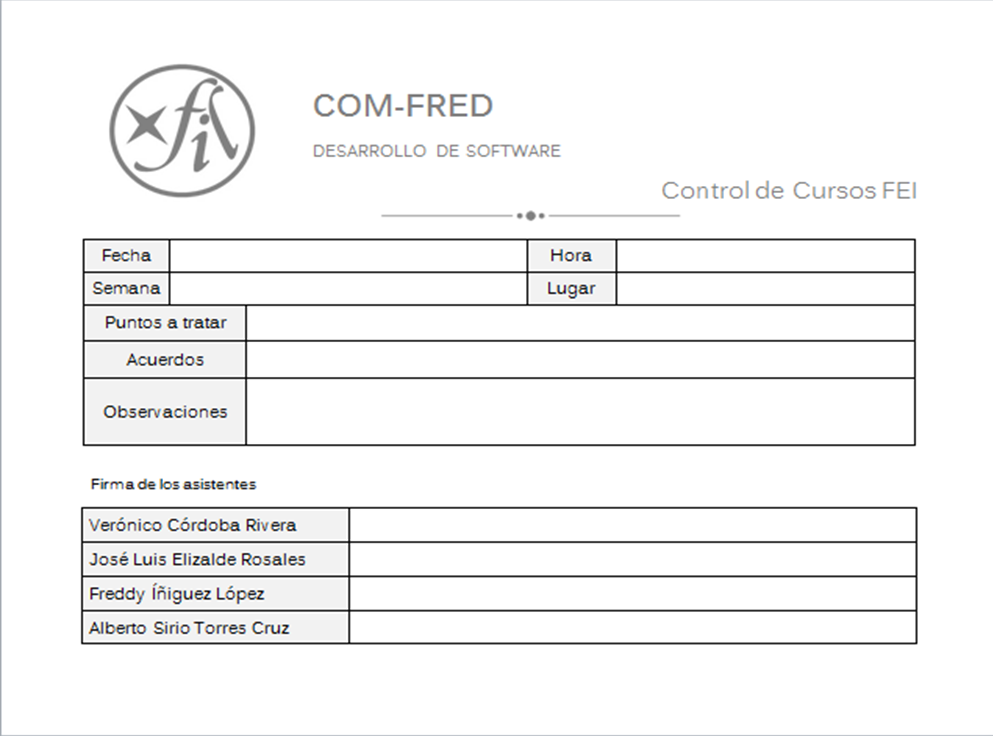 COM-FRED
DESARROLLO DE SOFTWARE
Control de Cursos FEI
Fecha Hora
Semana Lugar
Puntos a tratar
Acuerdos
Observaciones
Firma de los asistentes
Verónico Córdoba Rivera
José Luis Elizalde Rosales
Freddy Íñiguez López
Alberto Sirio Torres Cruz